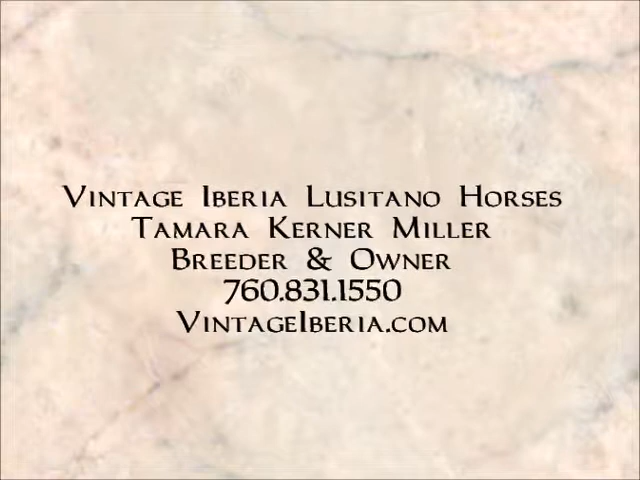 Vintage Iberia Lusitano Horses
Tamara Kerner Miller
Breeder & Owner
760.831.1550
VintageIberia.com